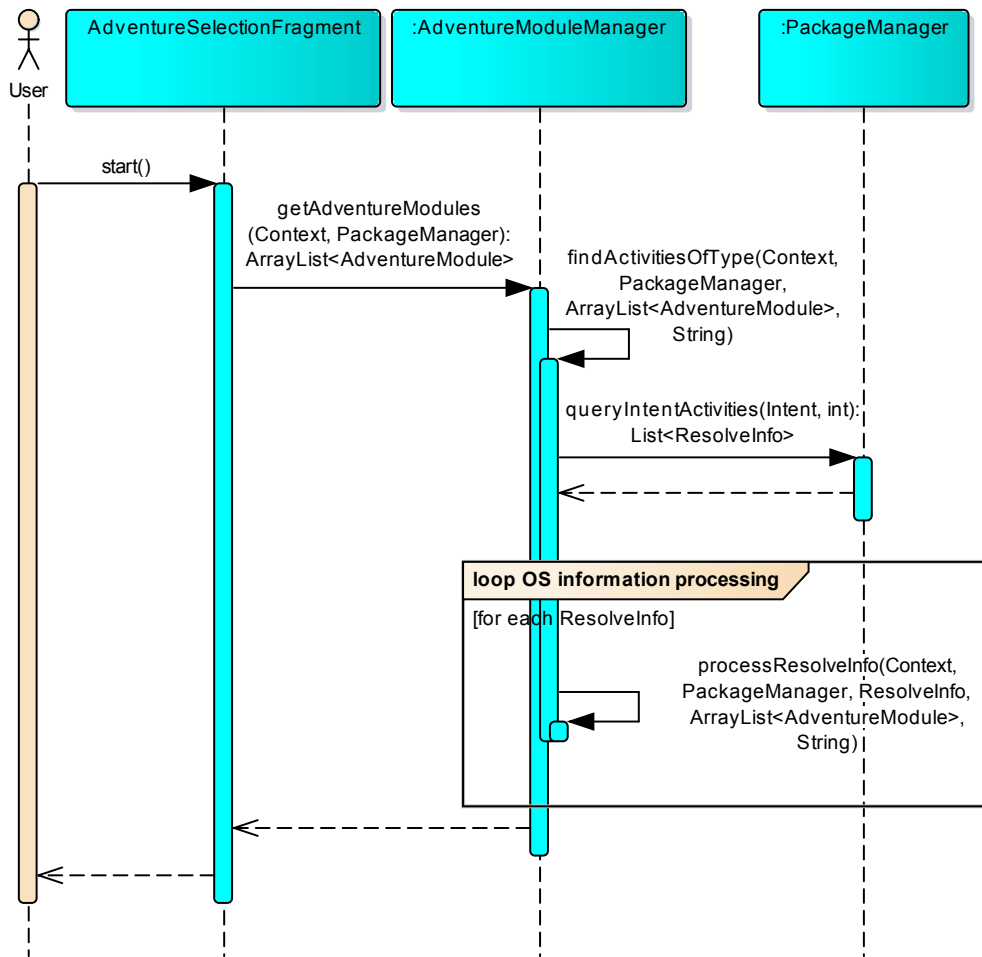 AdventureSelectionFragment
:AdventureModuleManager
:PackageManager
User
start()
getAdventureModules
(Context, PackageManager):
ArrayList<AdventureModule>
findActivitiesOfType(Context,
PackageManager,
ArrayList<AdventureModule>,
String)
queryIntentActivities(Intent, int):
List<ResolveInfo>
loop OS information processing
[for each ResolveInfo]
processResolveInfo(Context,
PackageManager, ResolveInfo,
ArrayList<AdventureModule>,
String)